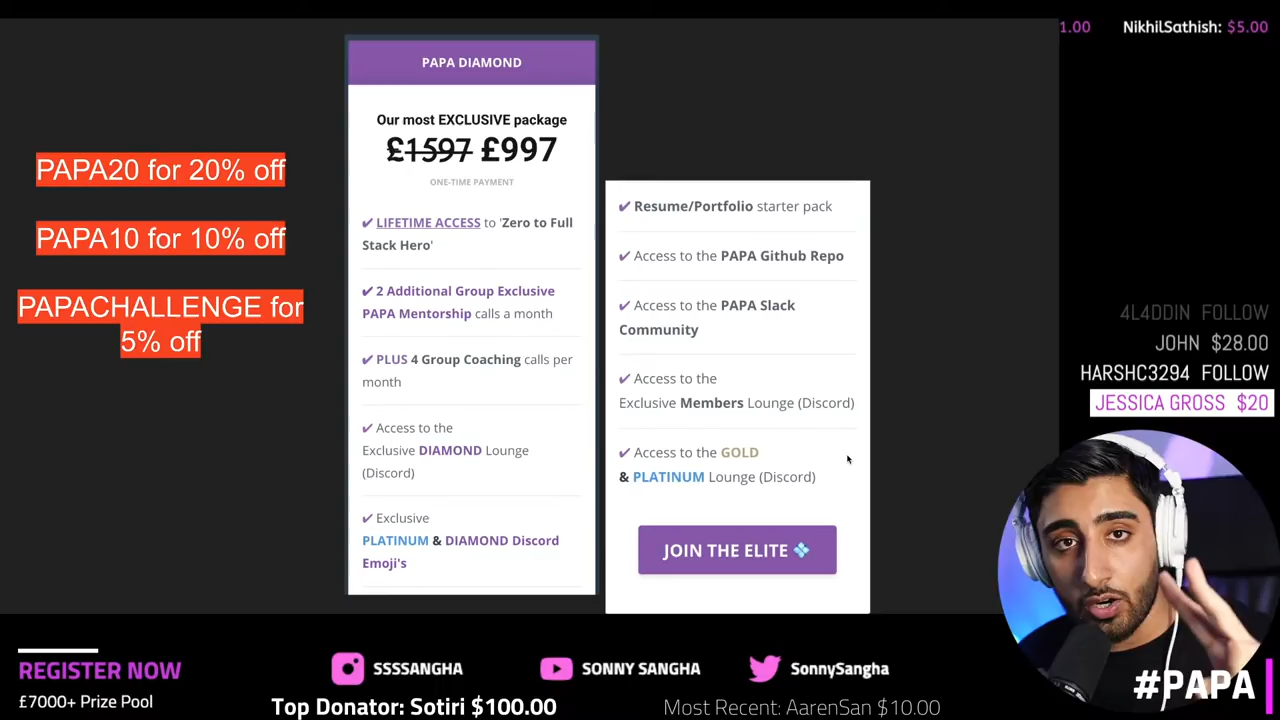 1.00 NikhilSathish: $5.00
PAPA DIAMOND
Our most EXCLUSIVE package
£1597 £997
ONE-TIME PAYMENT
✔ LIFETIME ACCESS to 'Zero to Full
Stack Hero'
✔ 2 Additional Group Exclusive
PAPA Mentorship calls a month
✔ PLUS 4 Group Coaching calls per
month
✔ Access to the
Exclusive DIAMOND Lounge
(Discord)
✔ Exclusive
PLATINUM & DIAMOND Discord
Emoji's
✔ Resume/Portfolio starter pack
✔ Access to the PAPA Github Repo
✔ Access to the PAPA Slack
Community
✔ Access to the
Exclusive Members Lounge (Discord)
✔ Access to the GOLD
& PLATINUM Lounge (Discord)
JOIN THE ELITE 💠
PAPA20 for 20% off
PAPA10 for 10% off
PAPACHALLENGE for
5% off
4L4DDIN FOLLOW
JOHN $28.00
HARSHC3294 FOLLOW
JESSICA GROSS $20
#PAPA
REGISTER NOW
£7000+ Prize Pool
SSSSANGHA
SONNY SANGHA
SonnySangha
Top Donator: Sotiri $100.00
Most Recent: AarenSan $10.00